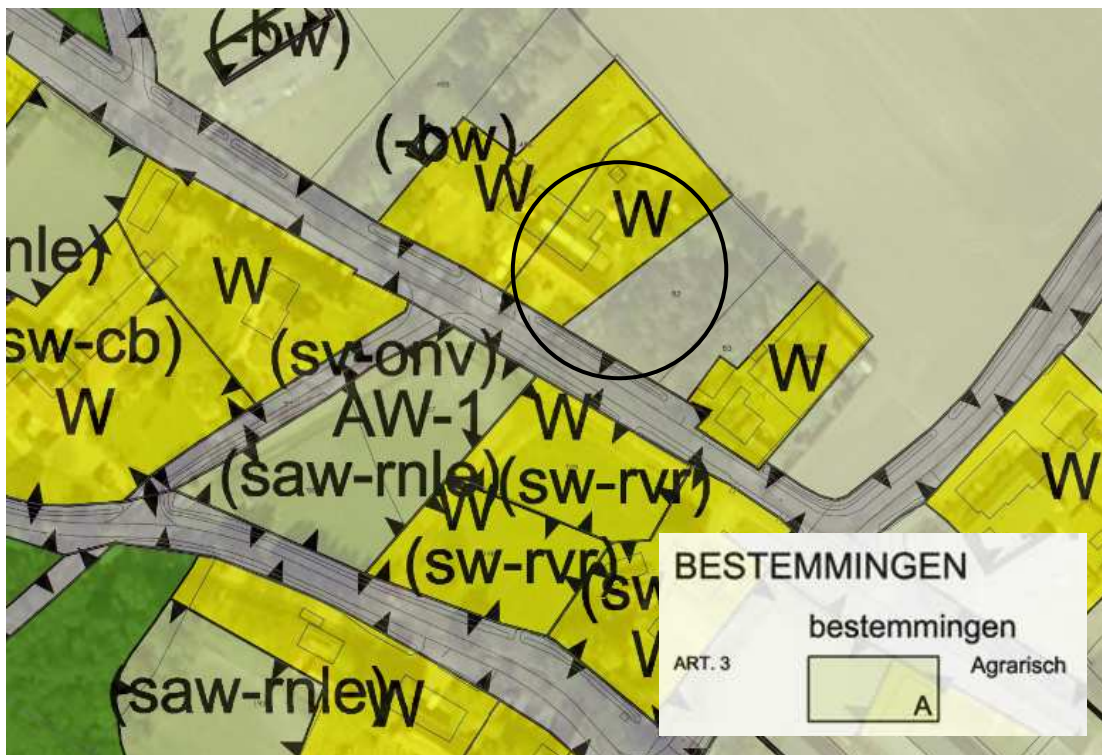 (-bw)
(-bw)
W
W
nle)
W
sw-cb)
(sv-onv)
W
W
AW-1
W
(saw-rnle)
(sw-rvr)
W
W
(sw-rvr)
(sw
W
(saw-rnle)
W
BESTEMMINGEN
bestemmingen
ART. 3
Agrarisch
A